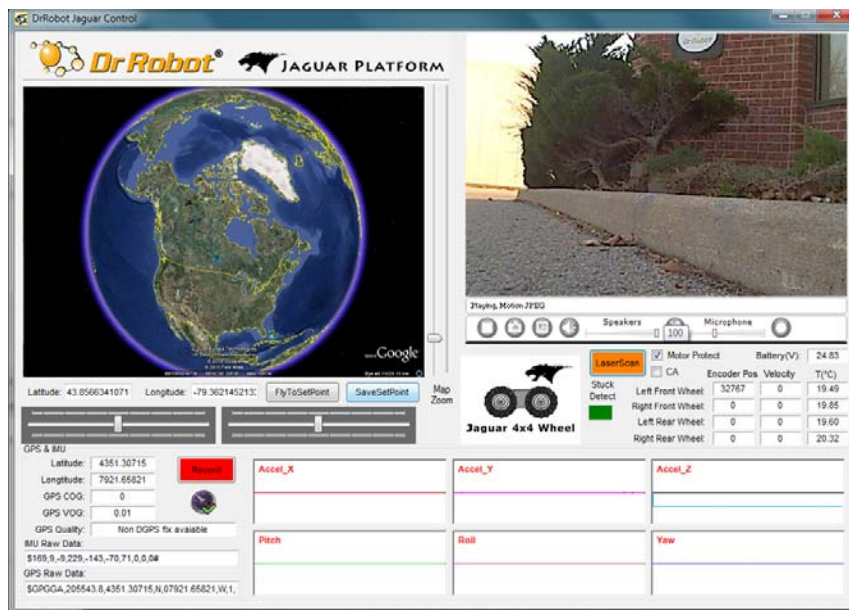 DrRobot Jaguar Control
Dr Robot® JAGUAR PLATFORM
Google
Latitude: 43.8566341071 Longitude: -79.362145213 FlyToSetPoint SaveSetPoint Map Zoom
Playing, Motion JPEG
Speakers 100 Microphone
LaserScan Motor Protect Battery(V): 24.83
CA Encoder Pos Velocity T(°C)
Stuck Detect
Left Front Wheel: 32767 0 19.49
Right Front Wheel: 0 0 19.85
Left Rear Wheel: 0 0 19.60
Right Rear Wheel: 0 0 20.32
Jaguar 4x4 Wheel
GPS & IMU
Latitude: 4351.30715
Longtitude: 7921.65821
Record
GPS COG: 0
GPS VOG: 0.01
GPS Quality: Non DGPS fix avaiable
IMU Raw Data:
$169,9,-9,229,-143,-70,71,0,0,0#
GPS Raw Data:
$GPGGA,205543.8,4351.30715,N,07921.65821,W,1,
Accel_X Accel_Y Accel_Z
Pitch Roll Yaw